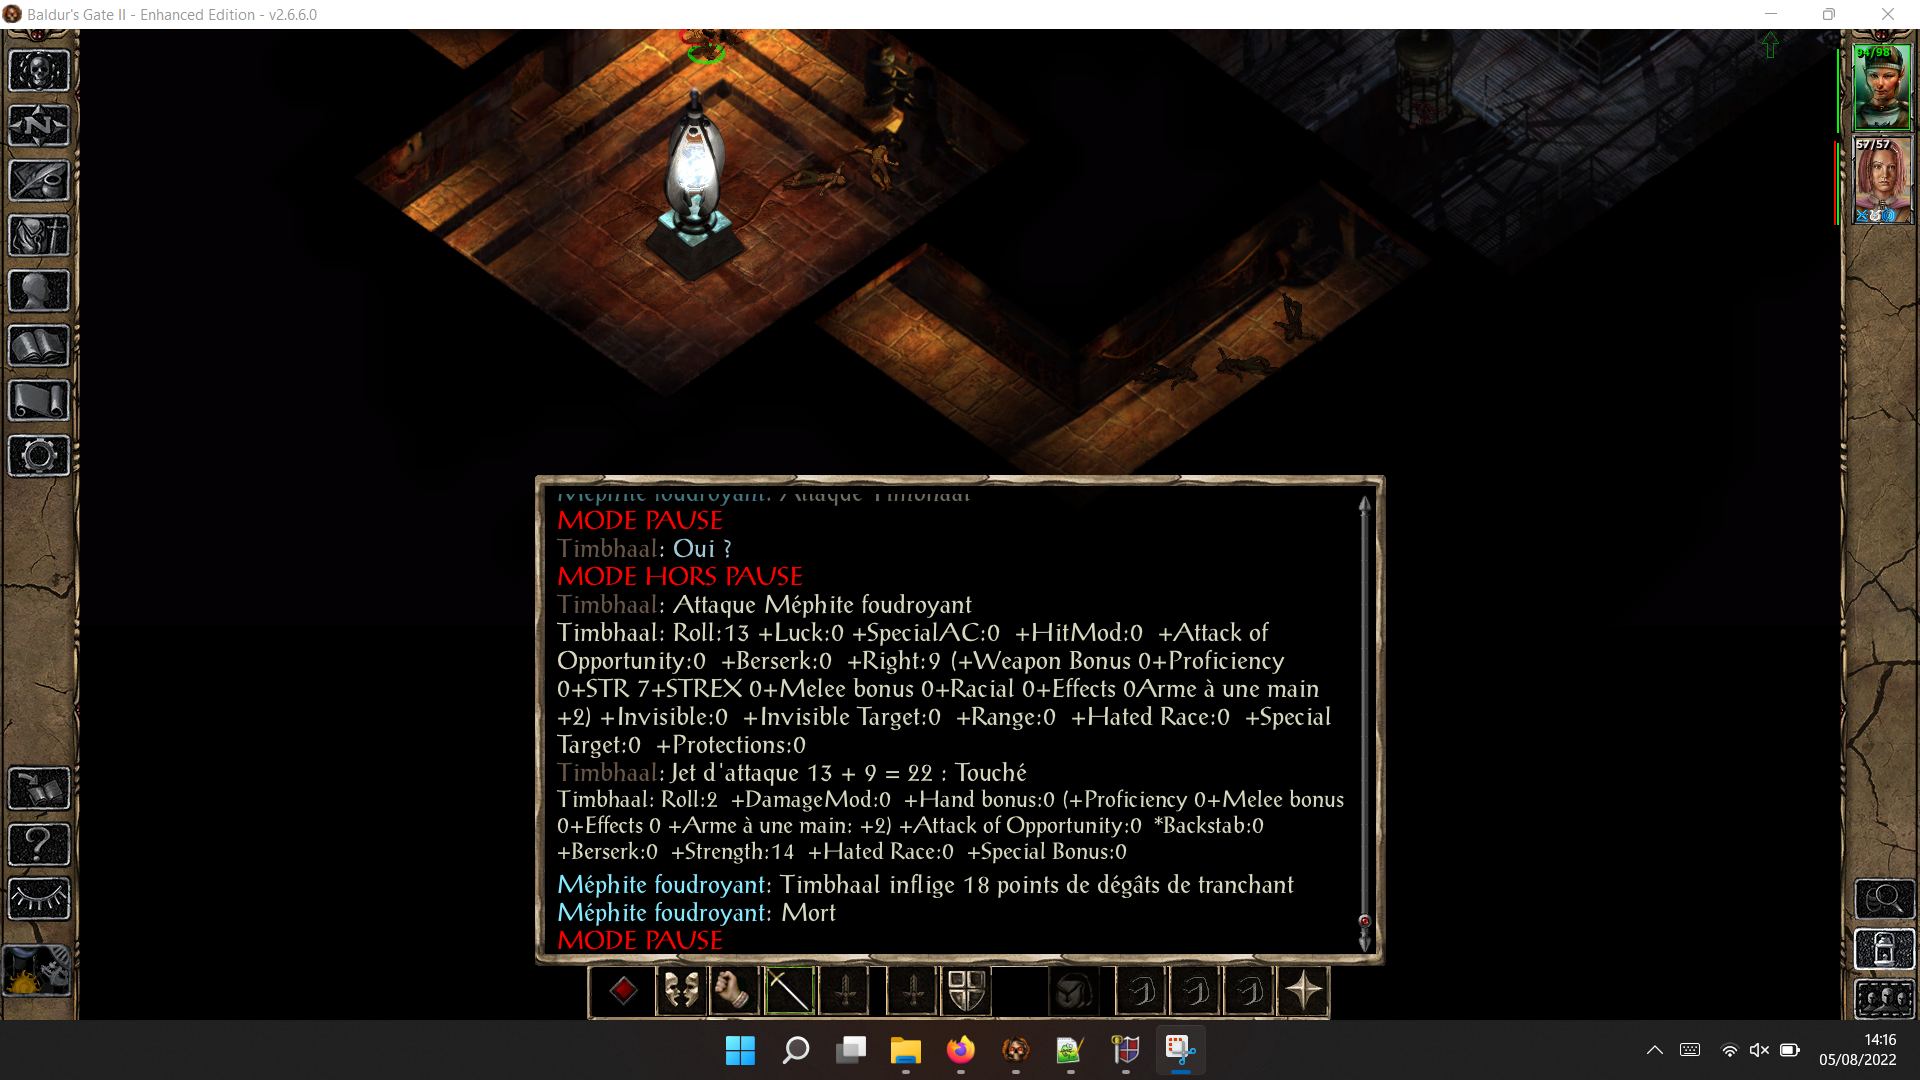 Baldur's Gate II - Enhanced Edition - v2.6.6.0
94/98
57/57
N
Méphite foudroyant: Attaque Timbhaal
MODE PAUSE
Timbhaal: Oui ?
MODE HORS PAUSE
Timbhaal: Attaque Méphite foudroyant
Timbhaal: Roll:13 +Luck:0 +SpecialAC:0 +HitMod:0 +Attack of
Opportunity:0 +Berserk:0 +Right:9 (+Weapon Bonus 0+Proficiency
0+STR 7+STREX 0+Melee bonus 0+Racial 0+Effects 0Arme à une main
+2) +Invisible:0 +Invisible Target:0 +Range:0 +Hated Race:0 +Special
Target:0 +Protections:0
Timbhaal: Jet d'attaque 13 + 9 = 22 : Touché
Timbhaal: Roll:2 +DamageMod:0 +Hand bonus:0 (+Proficiency 0+Melee bonus
0+Effects 0 +Arme à une main: +2) +Attack of Opportunity:0 *Backstab:0
+Berserk:0 +Strength:14 +Hated Race:0 +Special Bonus:0
Méphite foudroyant: Timbhaal inflige 18 points de dégâts de tranchant
Méphite foudroyant: Mort
MODE PAUSE
?
14:16
05/08/2022